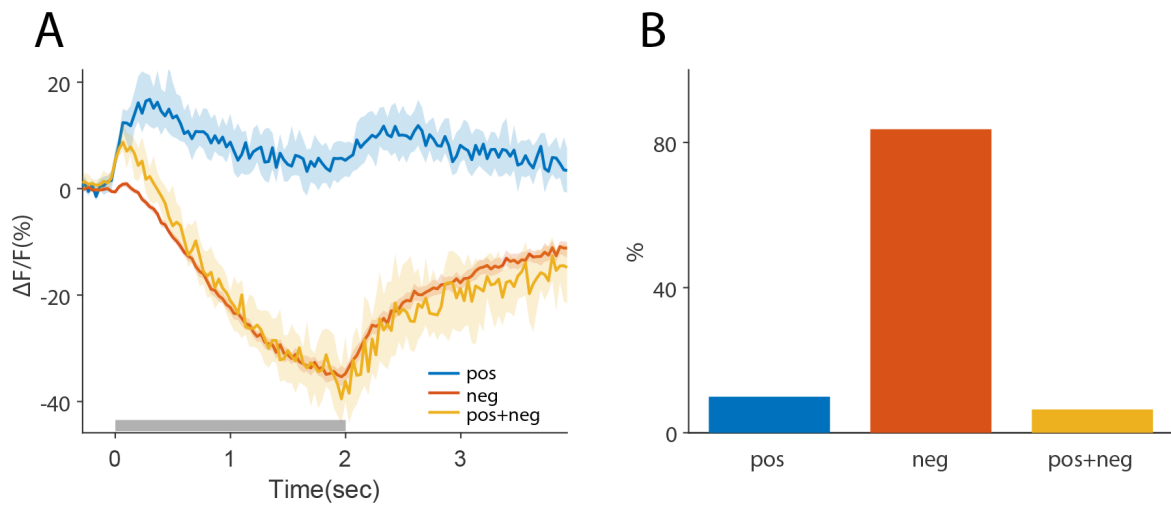 A
20
0
-20
-40
ΔF/F(%)
pos
neg
pos+neg
0
1
2
3
Time(sec)
B
80
40
0
%
pos
neg
pos+neg